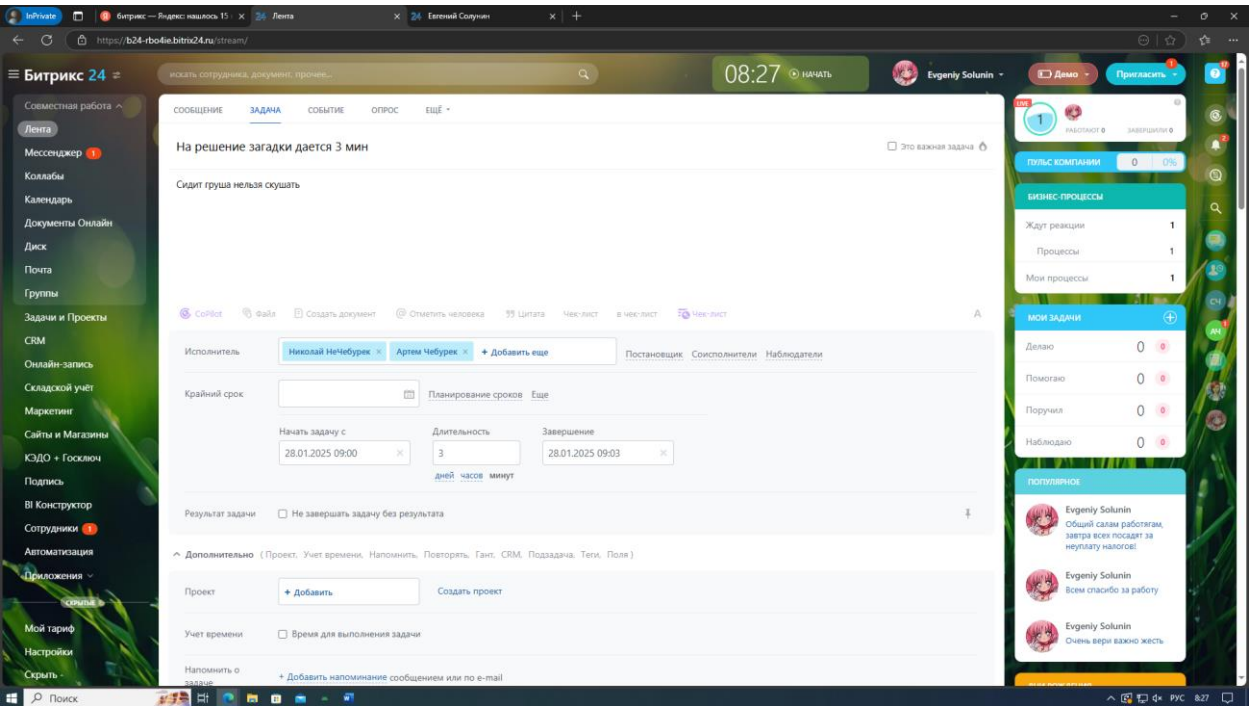 InPrivate
битрикс — Яндекс: нашлось 15
24 Лента
24 Евгений Солунин
https://b24-rbo4ie.bitrix24.ru/stream/
Битрикс 24
искать сотрудника, документ, прочее...
08:27 НАЧАТЬ
Evgeniy Solunin
Демо
Пригласить
1
?
17
Совместная работа
Лента
Мессенджер 1
Коллабы
Календарь
Документы Онлайн
Диск
Почта
Группы
Задачи и Проекты
CRM
Онлайн-запись
Складской учёт
Маркетинг
Сайты и Магазины
КЭДО + Госключ
Подпись
BI Конструктор
Сотрудники 1
Автоматизация
Приложения
СКРЫТЫЕ
Мой тариф
Настройки
Скрыть
СООБЩЕНИЕ ЗАДАЧА СОБЫТИЕ ОПРОС ЕЩЁ
На решение загадки дается 3 мин
Это важная задача
Сидит груша нельзя скушать
CoPilot Файл Создать документ Отметить человека Цитата Чек-лист в чек-лист Чек-лист A
Исполнитель
Николай НеЧебурек × Артем Чебурек × + Добавить еще
Постановщик Соисполнители Наблюдатели
Крайний срок
Планирование сроков Еще
Начать задачу с Длительность Завершение
28.01.2025 09:00 3 28.01.2025 09:03
дней часов минут
Результат задачи Не завершать задачу без результата
Дополнительно (Проект, Учет времени, Напомнить, Повторять, Гант, CRM, Подзадача, Теги, Поля)
Проект + Добавить Создать проект
Учет времени Время для выполнения задачи
Напомнить о задаче
+ Добавить напоминание сообщением или по e-mail
LIVE
1
РАБОТАЮТ 0 ЗАВЕРШИЛИ 0
ПУЛЬС КОМПАНИИ 0 0%
БИЗНЕС-ПРОЦЕССЫ
Ждут реакции 1
Процессы 1
Мои процессы 1
МОИ ЗАДАЧИ
Делаю 0 0
Помогаю 0 0
Поручил 0 0
Наблюдаю 0 0
ПОПУЛЯРНОЕ
Evgeniy Solunin
Общий салам работягам,
завтра всех посадят за
неуплату налогов!
Evgeniy Solunin
Всем спасибо за работу
Evgeniy Solunin
Очень вери важно жесть
2
СЧ
АЧ
1
Поиск
РУС 8:27